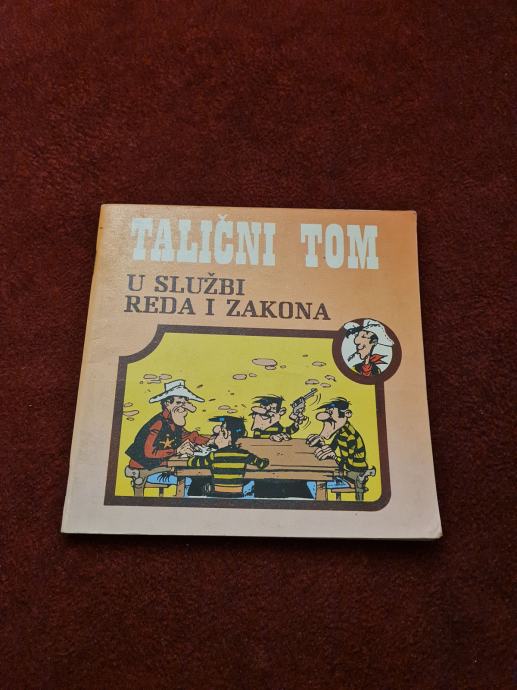 TALIČNI TOM
U SLUŽBI
REDA I ZAKONA